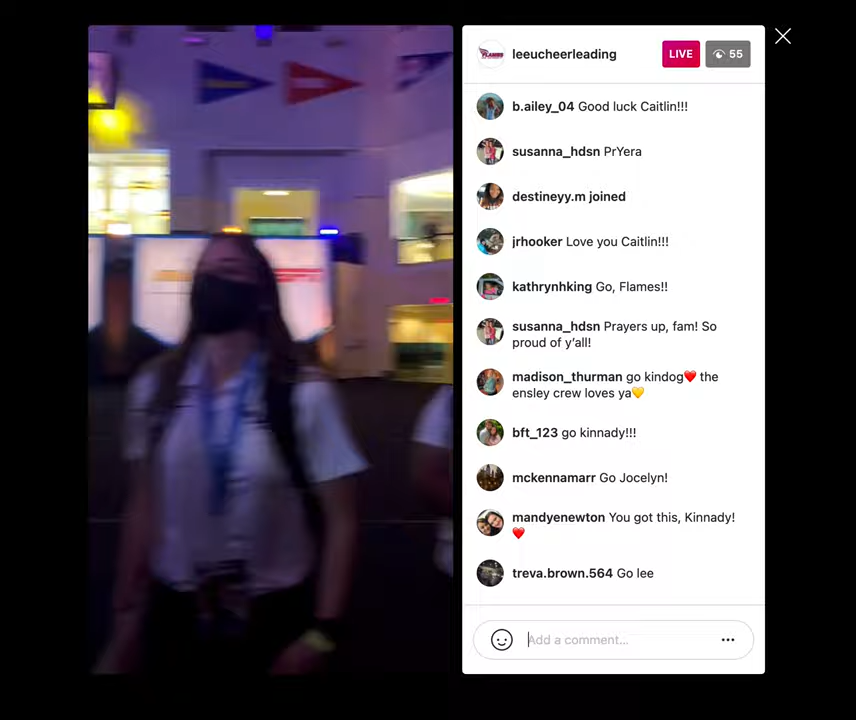 leeucheerleading LIVE 55
FLAMES
b.ailey_04 Good luck Caitlin!!!
susanna_hdsn PrYera
destineyy.m joined
jrhooker Love you Caitlin!!!
kathrynhking Go, Flames!!
susanna_hdsn Prayers up, fam! So
proud of y'all!
madison_thurman go kindog❤️ the
ensley crew loves ya💛
bft_123 go kinnady!!!
mckennamarr Go Jocelyn!
mandyenewton You got this, Kinnady!
❤️
treva.brown.564 Go lee
Add a comment...